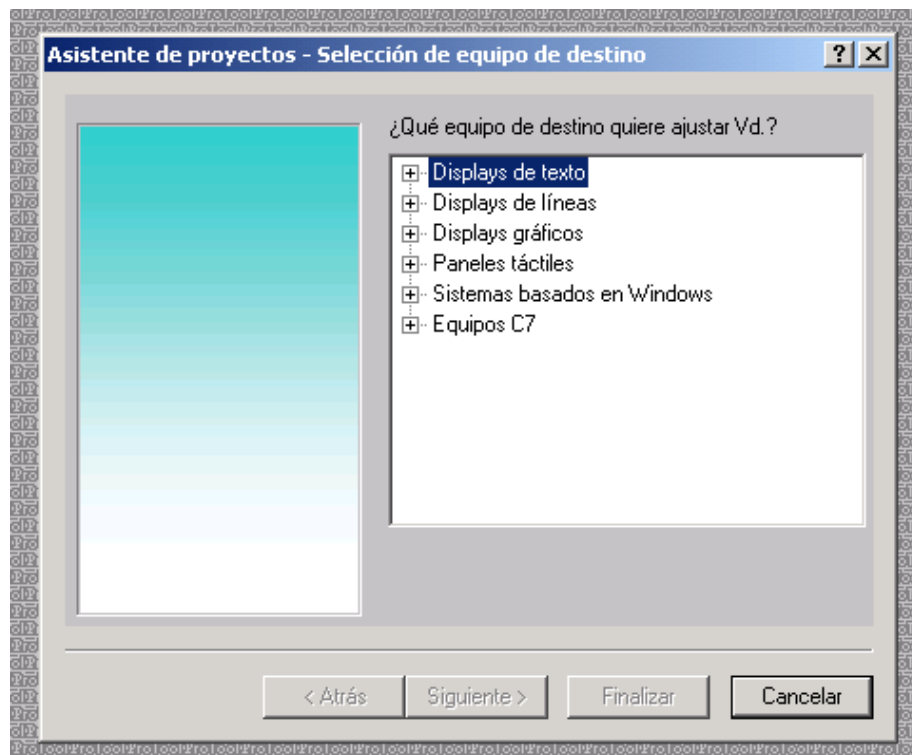 Asistente de proyectos - Selección de equipo de destino
¿Qué equipo de destino quiere ajustar Vd.?
Displays de texto
Displays de líneas
Displays gráficos
Paneles táctiles
Sistemas basados en Windows
Equipos C7
< Atrás Siguiente > Finalizar Cancelar